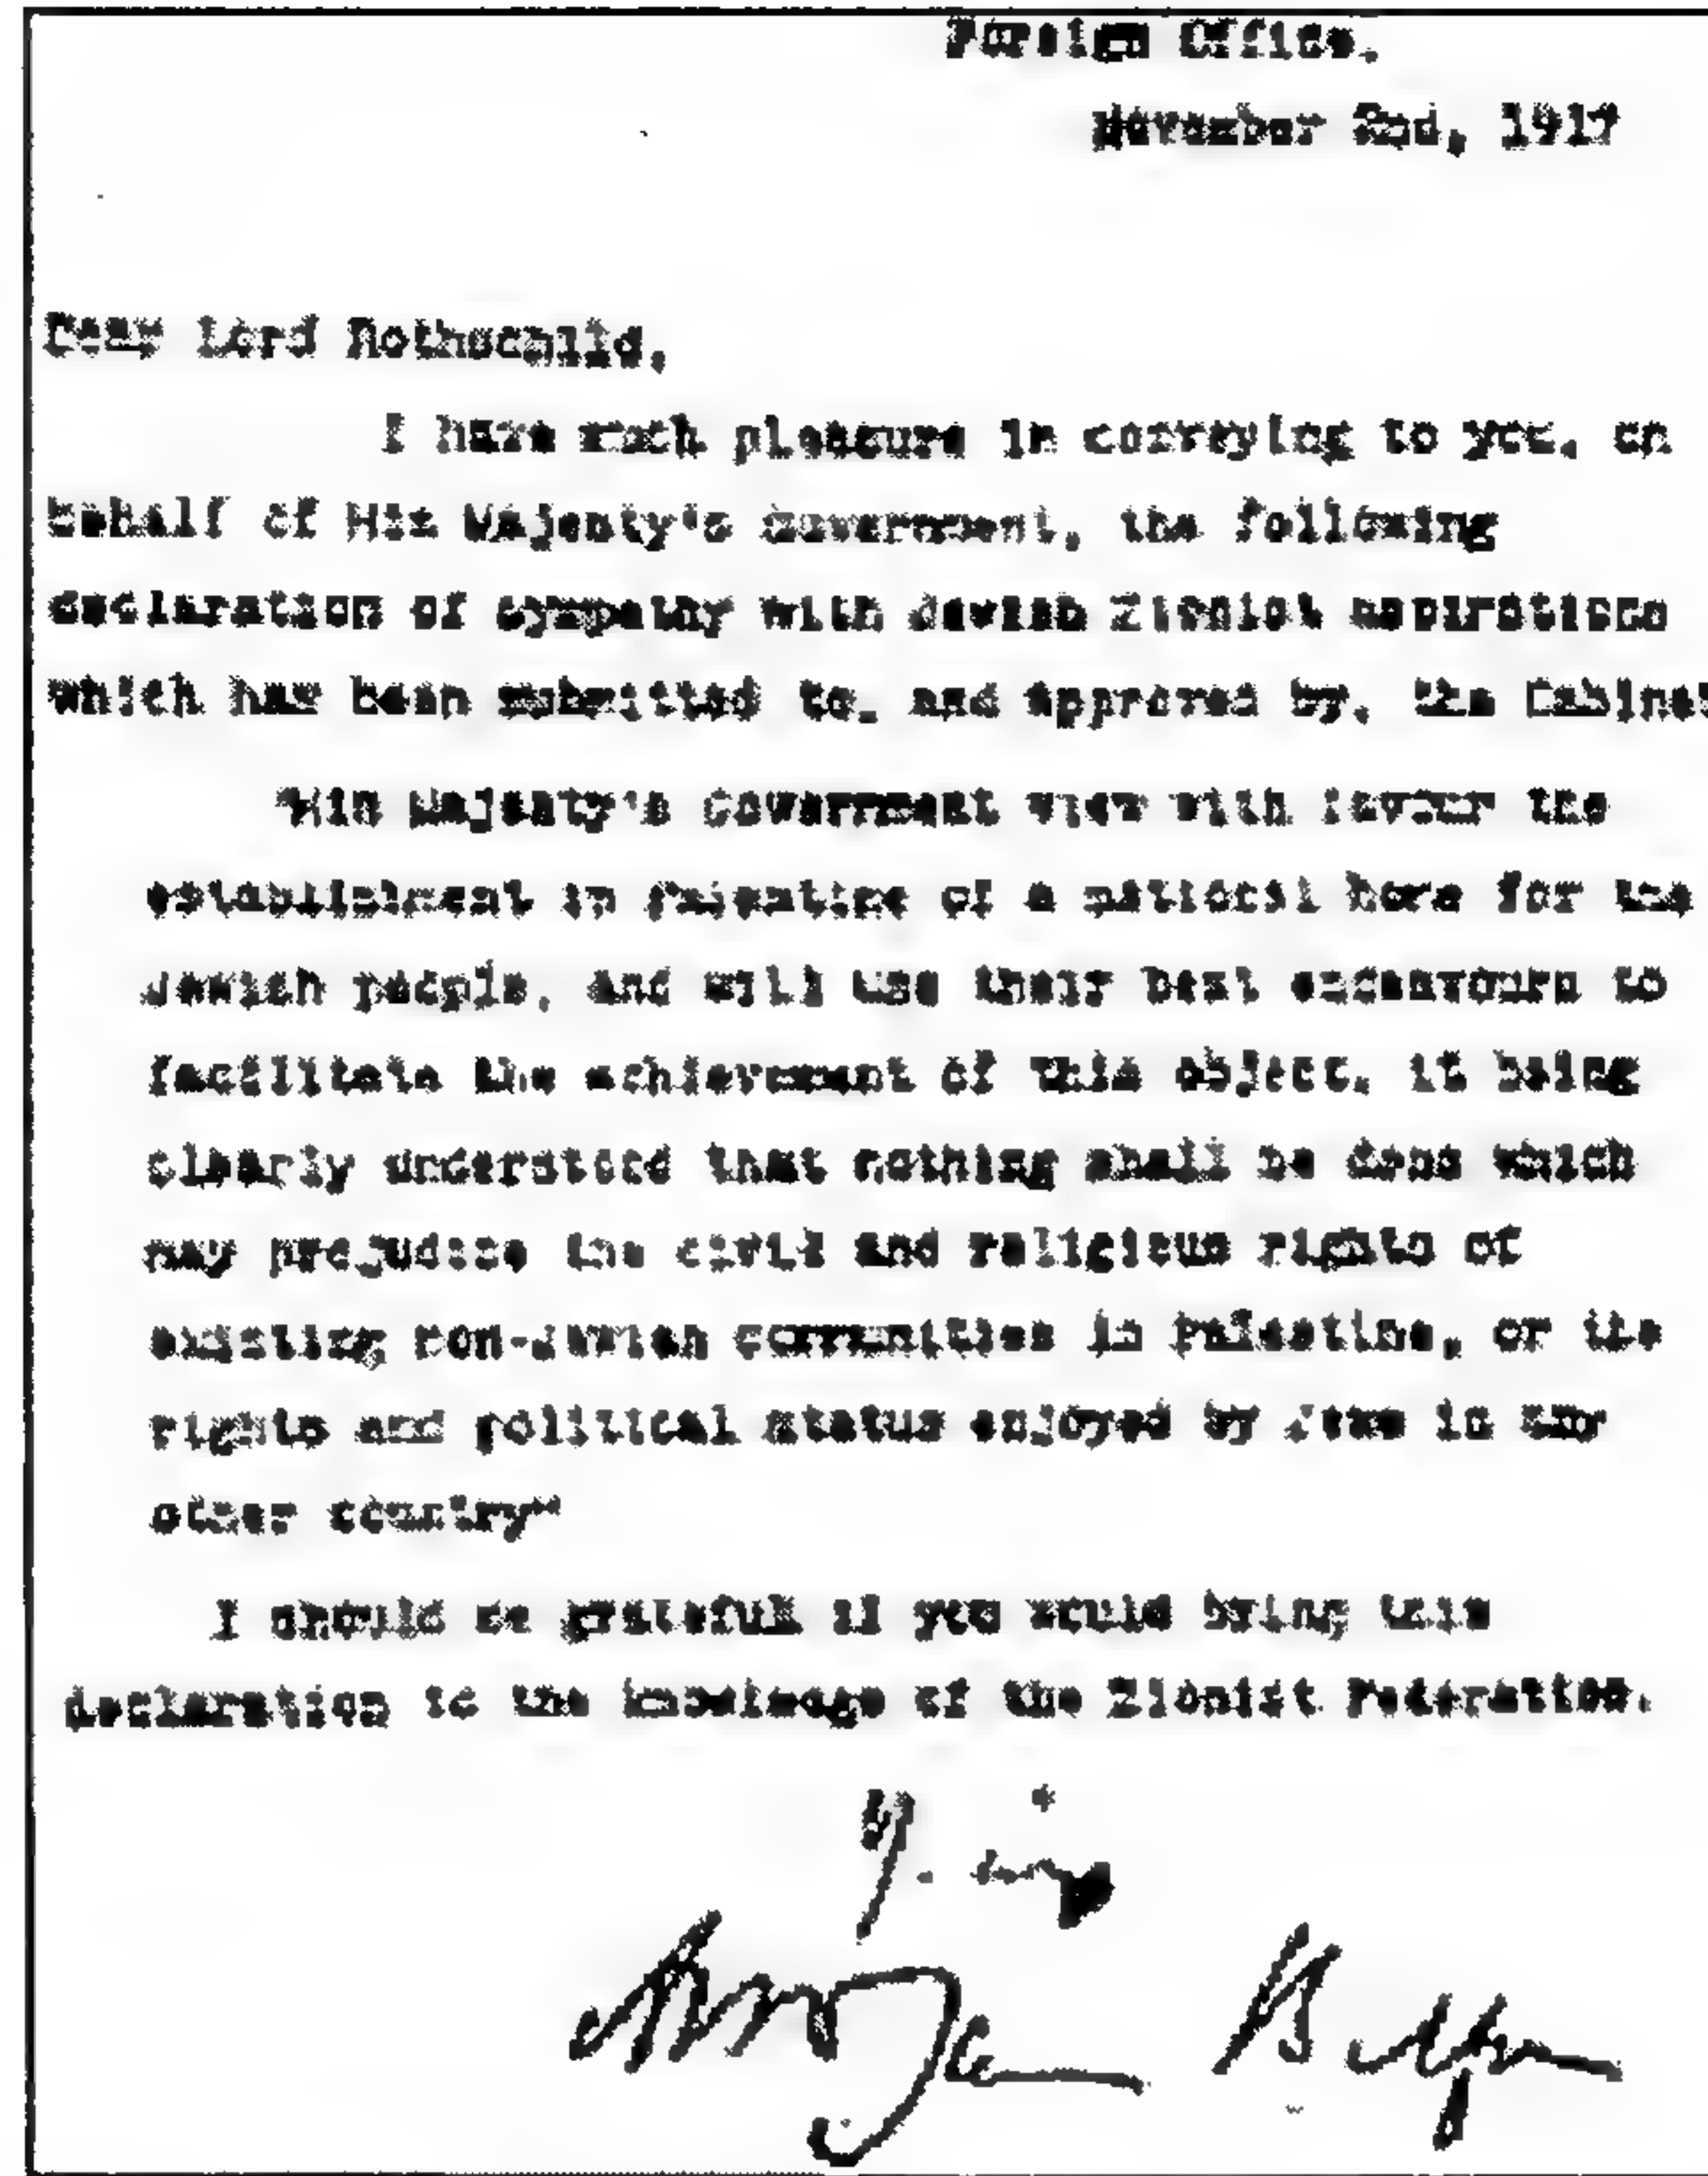 Foreign Office,
November 2nd, 1917
Dear Lord Rothschild,
I have much pleasure in conveying to you, on
behalf of His Majesty's Government, the following
declaration of sympathy with Jewish Zionist aspirations
which has been submitted to, and approved by, the Cabinet
"His Majesty's Government view with favour the
establishment in Palestine of a national home for the
Jewish people, and will use their best endeavours to
facilitate the achievement of this object, it being
clearly understood that nothing shall be done which
may prejudice the civil and religious rights of
existing non-Jewish communities in Palestine, or the
rights and political status enjoyed by Jews in any
other country"
I should be grateful if you would bring this
declaration to the knowledge of the Zionist Federation.
Arthur James Balfour